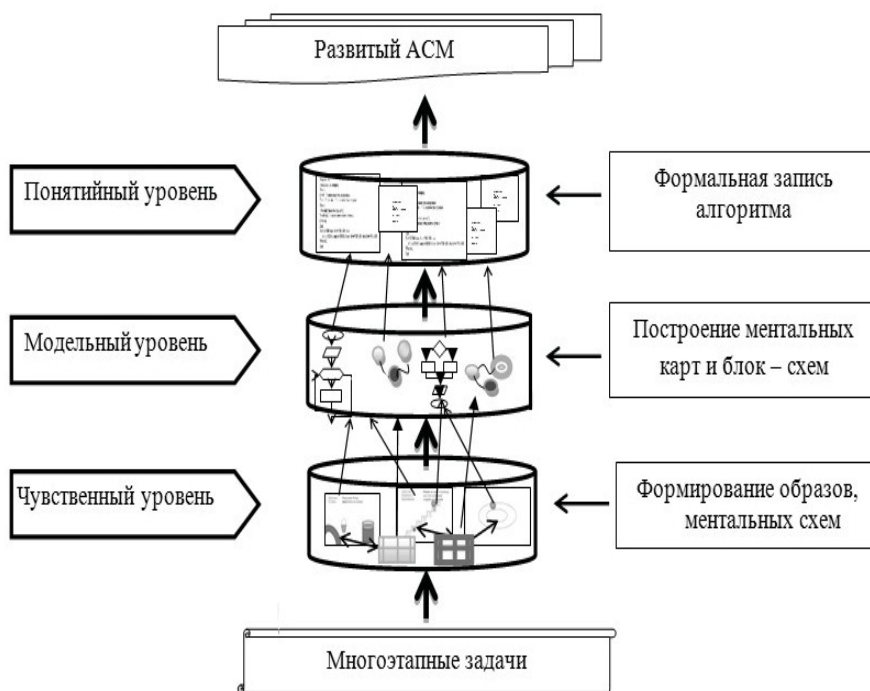 Развитый АСМ
Понятийный уровень
Формальная запись
алгоритма
Модельный уровень
Построение ментальных
карт и блок – схем
Чувственный уровень
Формирование образов,
ментальных схем
Многоэтапные задачи